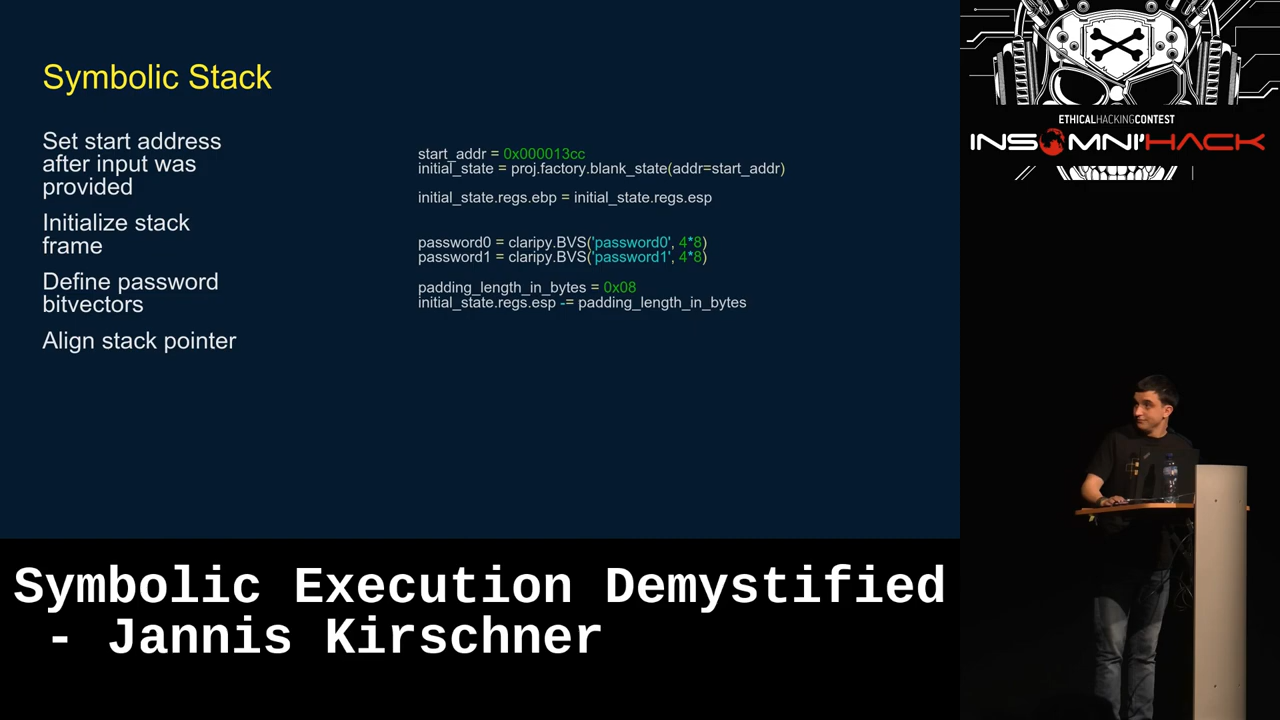 Symbolic Stack
Set start address
after input was
provided
Initialize stack
frame
Define password
bitvectors
Align stack pointer
start_addr = 0x000013cc
initial_state = proj.factory.blank_state(addr=start_addr)
initial_state.regs.ebp = initial_state.regs.esp
password0 = claripy.BVS('password0', 4*8)
password1 = claripy.BVS('password1', 4*8)
padding_length_in_bytes = 0x08
initial_state.regs.esp -= padding_length_in_bytes
ETHICALHACKINGCONTEST
INSOMNI'HACK
Symbolic Execution Demystified
- Jannis Kirschner